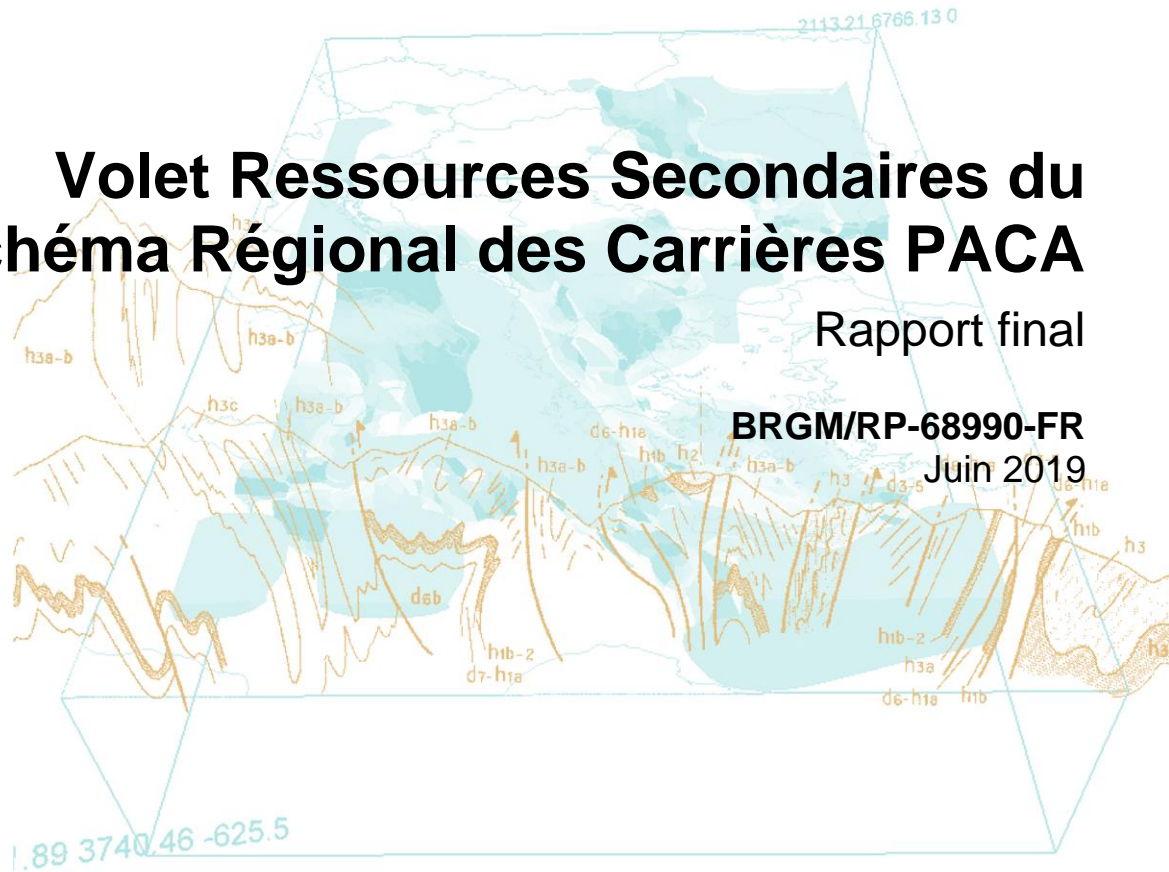 2113.21 6766.13 0
Volet Ressources Secondaires du
chéma Régional des Carrières PACA
Rapport final
BRGM/RP-68990-FR
Juin 2019
h3a-b
h3a-b
h3c
h3a-b
h3a-b
h3a-b
d6-h1a
h1b
h2
h3a-b
h3
d3-5
d6-h1a
h1b
h3
d6b
h1b-2
d7-h1a
h1b-2
h3a
d6-h1a
h1b
.89 3740.46 -625.5